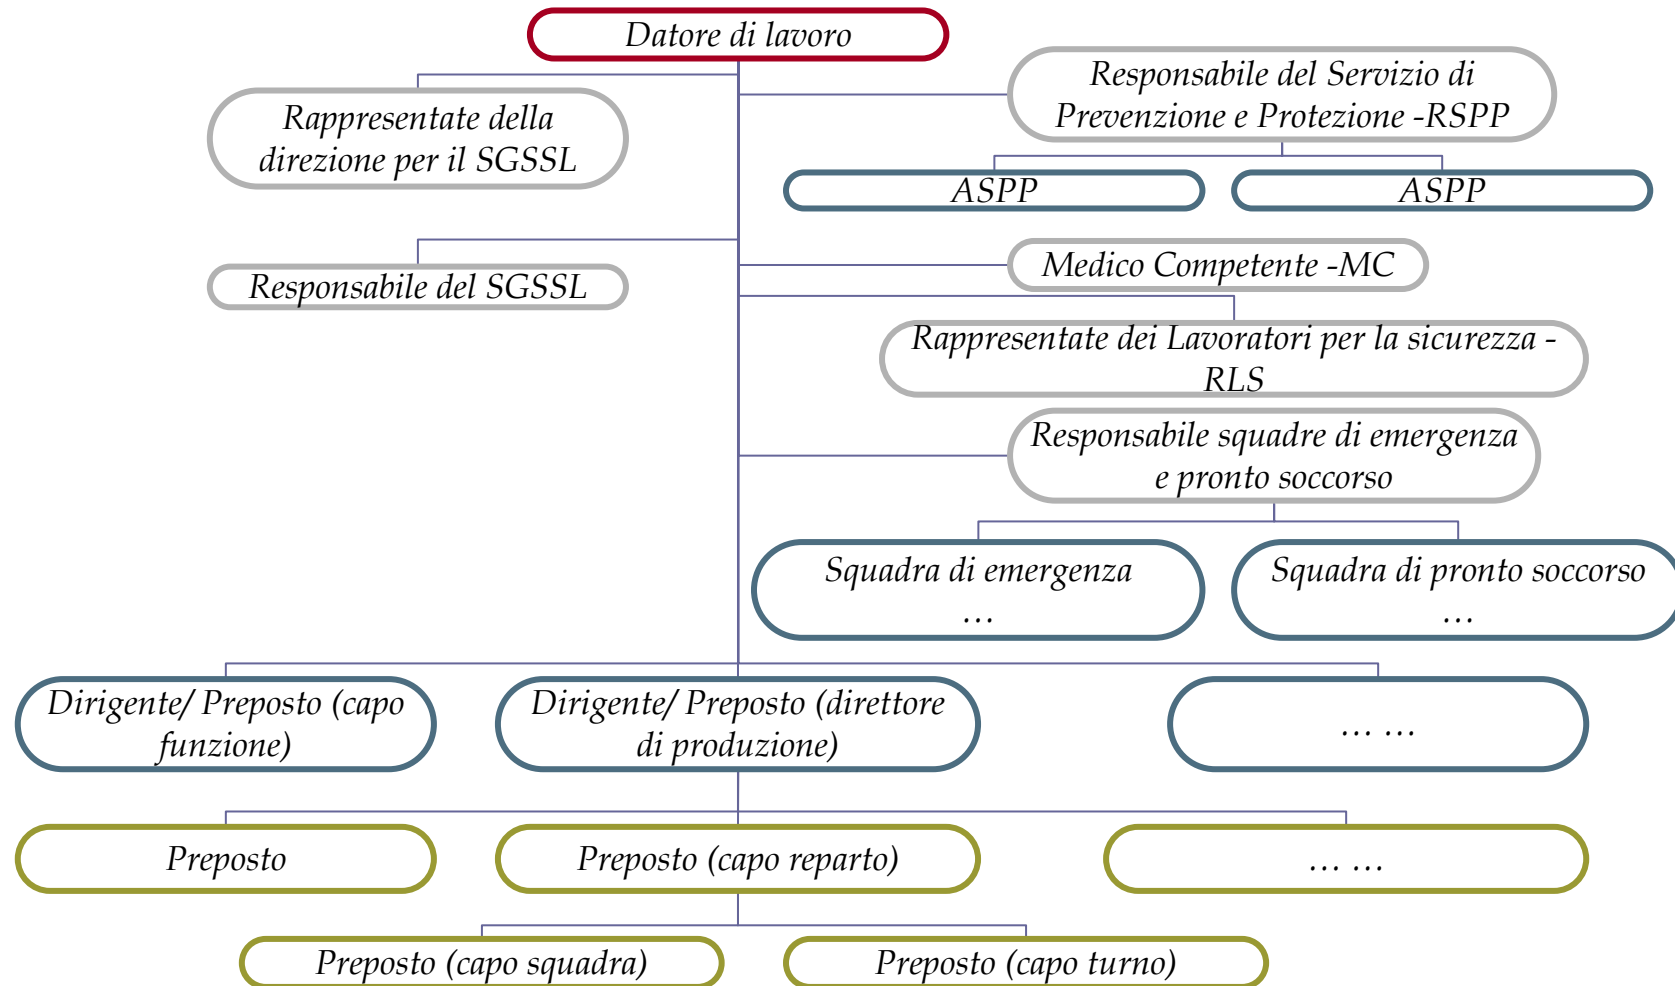 Datore di lavoro
Responsabile del Servizio di
Prevenzione e Protezione -RSPP
Rappresentate della
direzione per il SGSSL
ASPP
ASPP
Responsabile del SGSSL
Medico Competente -MC
Rappresentate dei Lavoratori per la sicurezza -
RLS
Responsabile squadre di emergenza
e pronto soccorso
Squadra di emergenza
…
Squadra di pronto soccorso
…
Dirigente/ Preposto (capo
funzione)
Dirigente/ Preposto (direttore
di produzione)
… …
Preposto
Preposto (capo reparto)
… …
Preposto (capo squadra)
Preposto (capo turno)